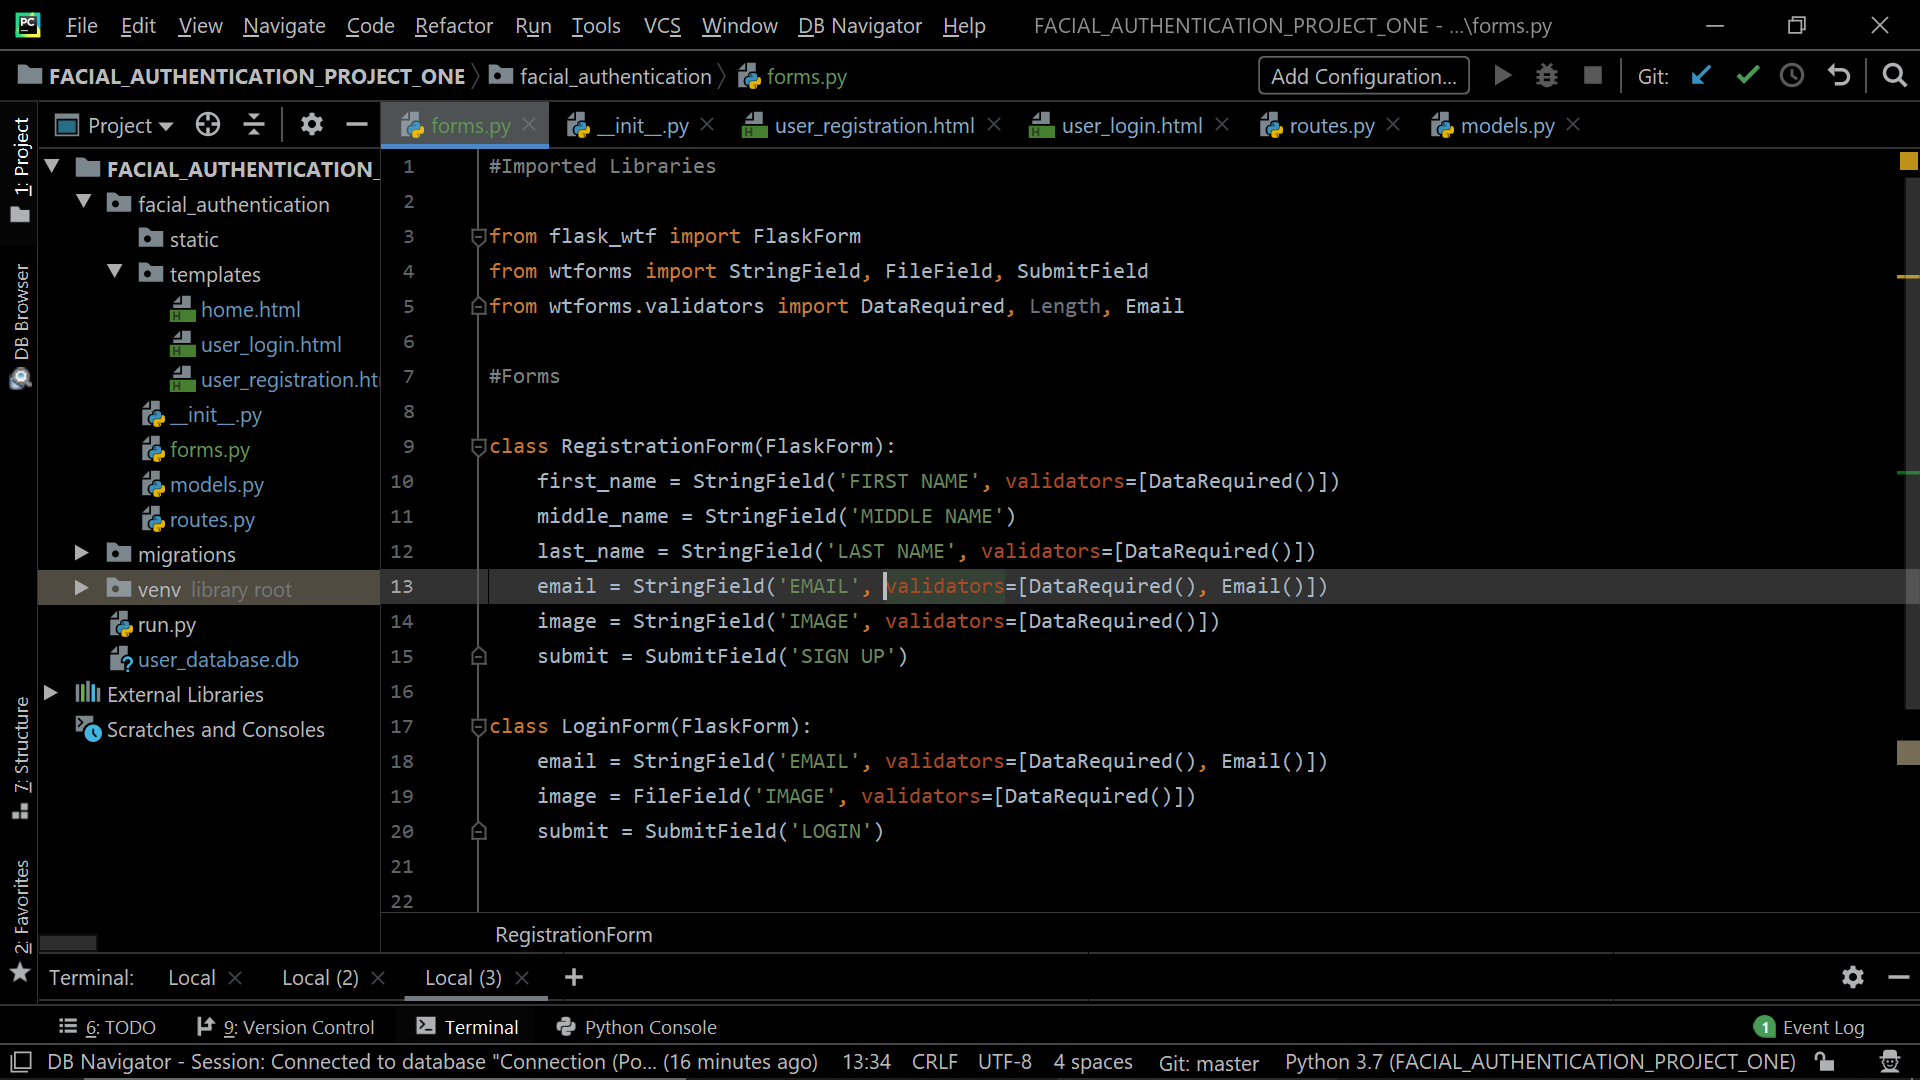 PC
File Edit View Navigate Code Refactor Run Tools VCS Window DB Navigator Help FACIAL_AUTHENTICATION_PROJECT_ONE - ...\forms.py
FACIAL_AUTHENTICATION_PROJECT_ONE facial_authentication forms.py Add Configuration... Git:
1: Project
DB Browser
7: Structure
2: Favorites
Project
FACIAL_AUTHENTICATION_
facial_authentication
static
templates
home.html
user_login.html
user_registration.ht
__init__.py
forms.py
models.py
routes.py
migrations
venv library root
run.py
user_database.db
External Libraries
Scratches and Consoles
forms.py __init__.py user_registration.html user_login.html routes.py models.py
1 #Imported Libraries
2
3 from flask_wtf import FlaskForm
4 from wtforms import StringField, FileField, SubmitField
5 from wtforms.validators import DataRequired, Length, Email
6
7 #Forms
8
9 class RegistrationForm(FlaskForm):
10 first_name = StringField('FIRST NAME', validators=[DataRequired()])
11 middle_name = StringField('MIDDLE NAME')
12 last_name = StringField('LAST NAME', validators=[DataRequired()])
13 email = StringField('EMAIL', validators=[DataRequired(), Email()])
14 image = StringField('IMAGE', validators=[DataRequired()])
15 submit = SubmitField('SIGN UP')
16
17 class LoginForm(FlaskForm):
18 email = StringField('EMAIL', validators=[DataRequired(), Email()])
19 image = FileField('IMAGE', validators=[DataRequired()])
20 submit = SubmitField('LOGIN')
21
22
RegistrationForm
Terminal: Local Local (2) Local (3)
6: TODO 9: Version Control Terminal Python Console 1 Event Log
DB Navigator - Session: Connected to database "Connection (Po... (16 minutes ago) 13:34 CRLF UTF-8 4 spaces Git: master Python 3.7 (FACIAL_AUTHENTICATION_PROJECT_ONE)